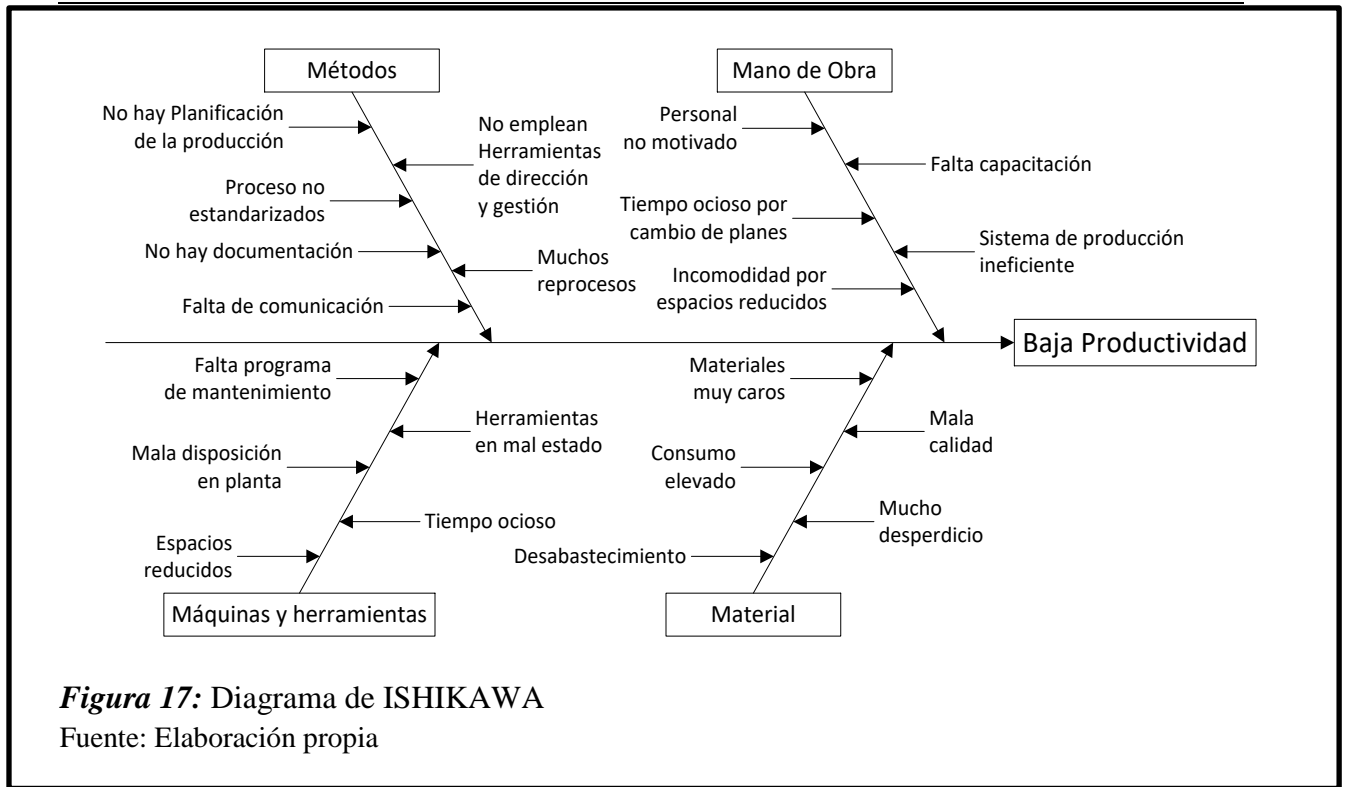 Métodos
No hay Planificación
de la producción
No emplean
Herramientas
de dirección
y gestión
Proceso no
estandarizados
No hay documentación
Muchos
reprocesos
Falta de comunicación
Mano de Obra
Personal
no motivado
Falta capacitación
Tiempo ocioso por
cambio de planes
Sistema de producción
ineficiente
Incomodidad por
espacios reducidos
Baja Productividad
Falta programa
de mantenimiento
Herramientas
en mal estado
Mala disposición
en planta
Tiempo ocioso
Espacios
reducidos
Máquinas y herramientas
Materiales
muy caros
Mala
calidad
Consumo
elevado
Mucho
desperdicio
Desabastecimiento
Material
Figura 17: Diagrama de ISHIKAWA
Fuente: Elaboración propia